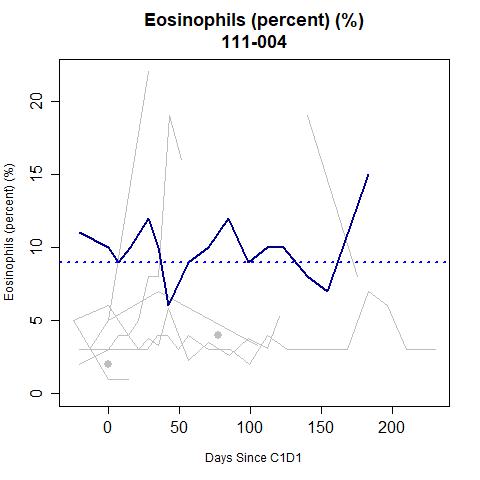 Eosinophils (percent) (%)
111-004
Eosinophils (percent) (%)
20
15
10
5
0
0 50 100 150 200
Days Since C1D1